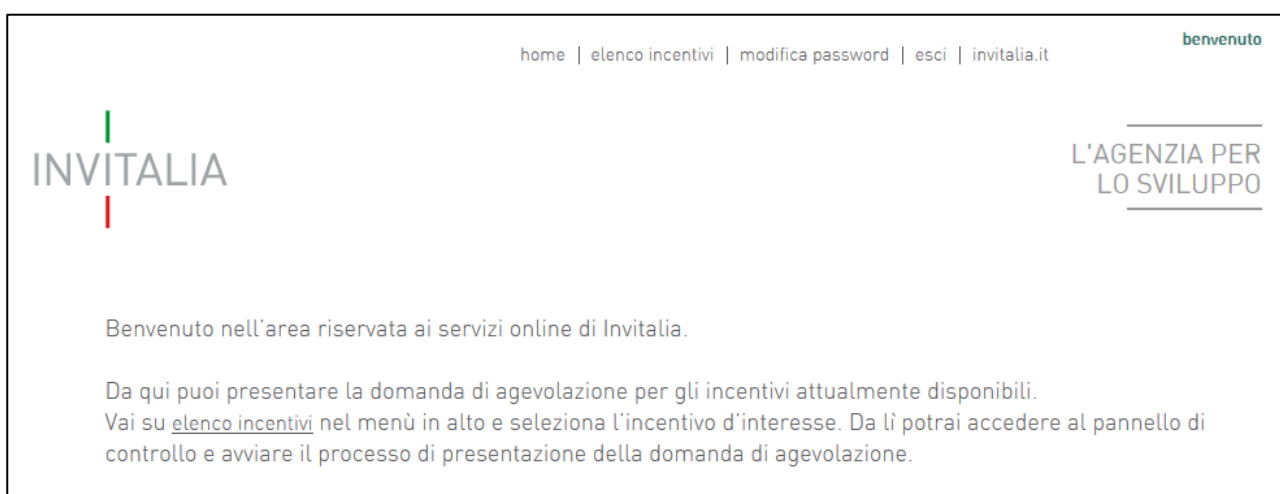 benvenuto
home | elenco incentivi | modifica password | esci | invitalia.it
INVITALIA
L'AGENZIA PER
LO SVILUPPO
Benvenuto nell'area riservata ai servizi online di Invitalia.
Da qui puoi presentare la domanda di agevolazione per gli incentivi attualmente disponibili.
Vai su elenco incentivi nel menù in alto e seleziona l'incentivo d'interesse. Da lì potrai accedere al pannello di
controllo e avviare il processo di presentazione della domanda di agevolazione.